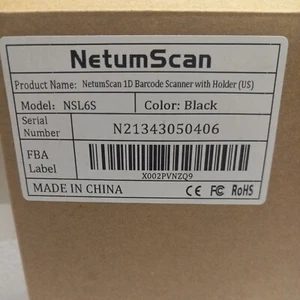 NetumScan
Product Name: NetumScan 1D Barcode Scanner with Holder (US)
Model: NSL6S Color: Black
Serial Number N21343050406
FBA Label X002PVNZQ9
MADE IN CHINA CE FC RoHS